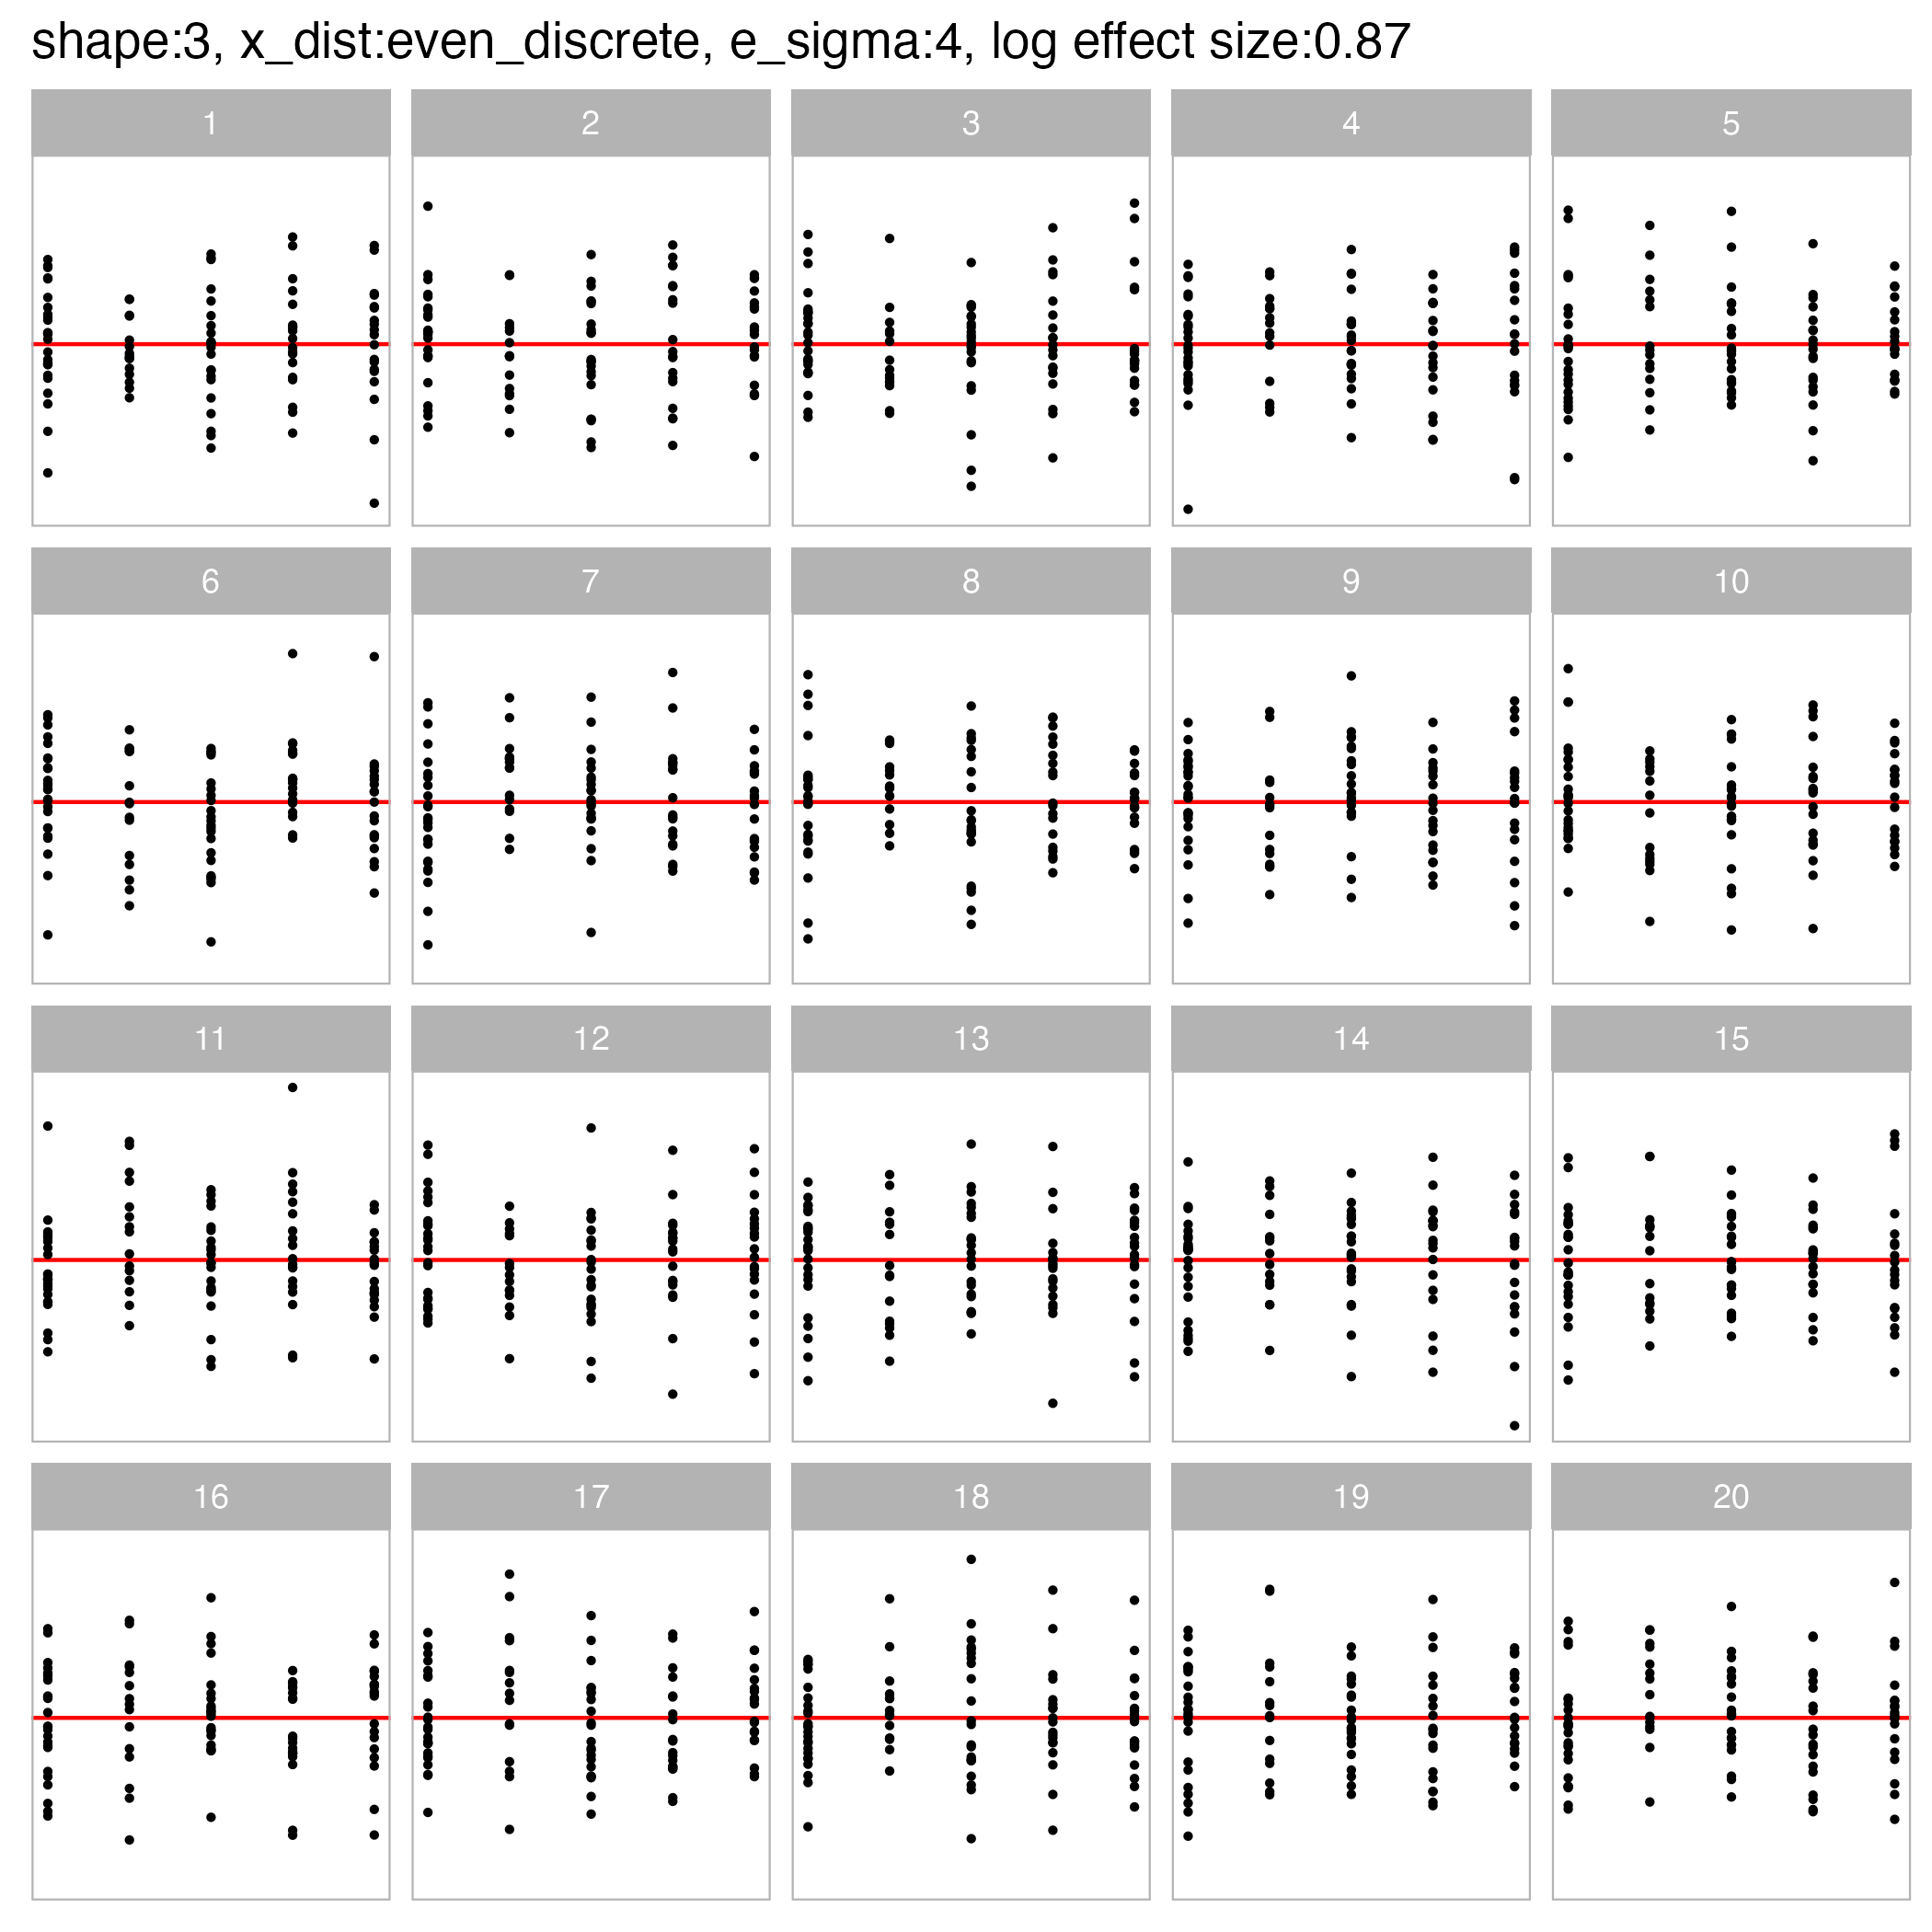 shape:3, x_dist:even_discrete, e_sigma:4, log effect size:0.87
1 2 3 4 5
6 7 8 9 10
11 12 13 14 15
16 17 18 19 20